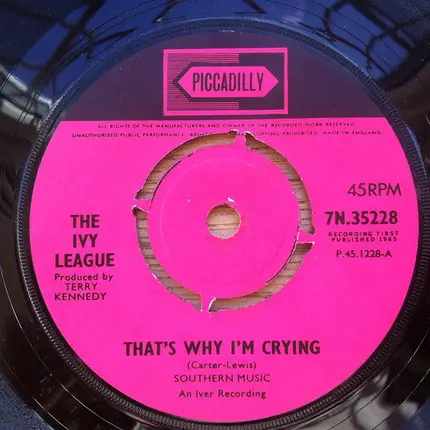 PICCADILLY
ALL RIGHTS OF THE MANUFACTURERS AND OWNER OF THE RECORDED WORK RESERVED
UNAUTHORISED PUBLIC PERFORMANCE, PROHIBITED. MADE IN ENGLAND
45RPM
THE
IVY
LEAGUE
7N.35228
RECORDING FIRST
PUBLISHED 1965
Produced by
TERRY
KENNEDY
P.45.1228-A
THAT'S WHY I'M CRYING
(Carter-Lewis)
SOUTHERN MUSIC
An Iver Recording